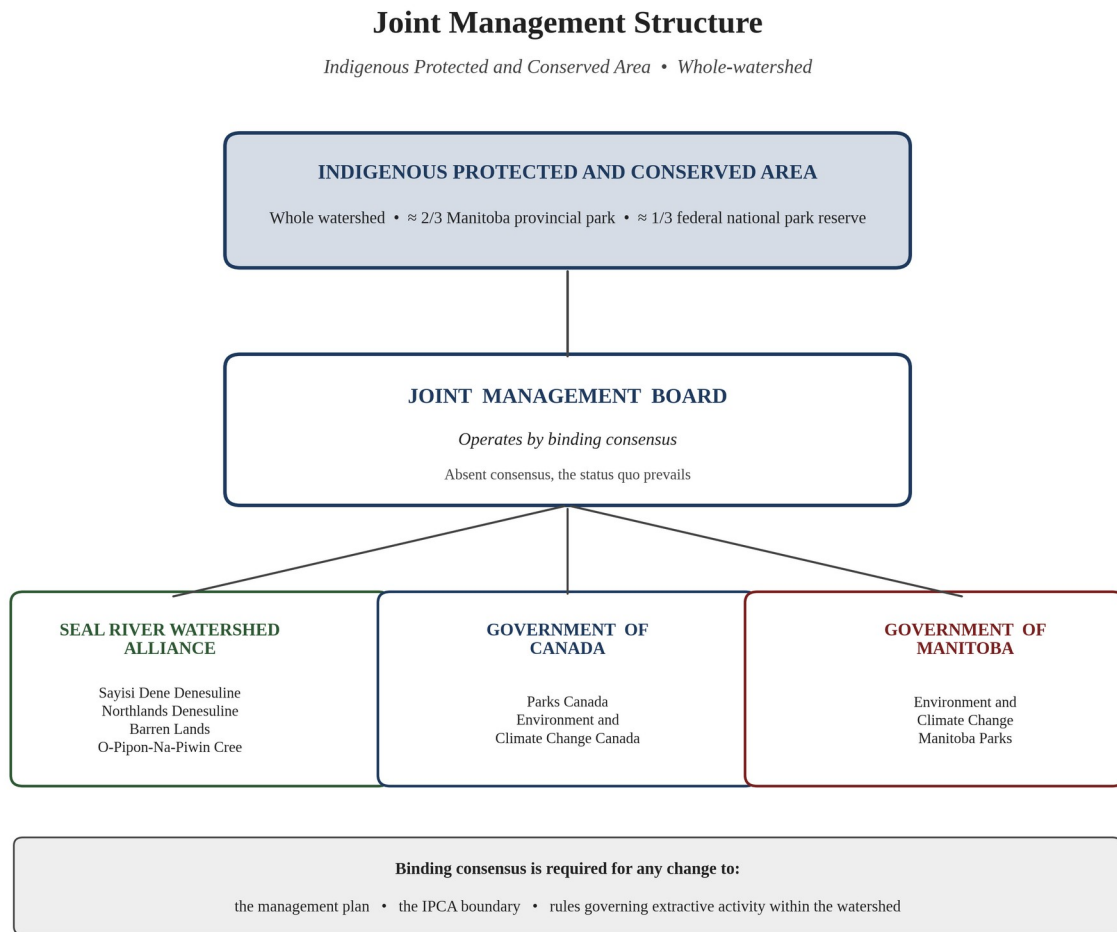 Joint Management Structure
Indigenous Protected and Conserved Area • Whole-watershed
INDIGENOUS PROTECTED AND CONSERVED AREA
Whole watershed • ≈ 2/3 Manitoba provincial park • ≈ 1/3 federal national park reserve
JOINT MANAGEMENT BOARD
Operates by binding consensus
Absent consensus, the status quo prevails
SEAL RIVER WATERSHED
ALLIANCE
Sayisi Dene Denesuline
Northlands Denesuline
Barren Lands
O-Pipon-Na-Piwin Cree
GOVERNMENT OF
CANADA
Parks Canada
Environment and
Climate Change Canada
GOVERNMENT OF
MANITOBA
Environment and
Climate Change
Manitoba Parks
Binding consensus is required for any change to:
the management plan • the IPCA boundary • rules governing extractive activity within the watershed